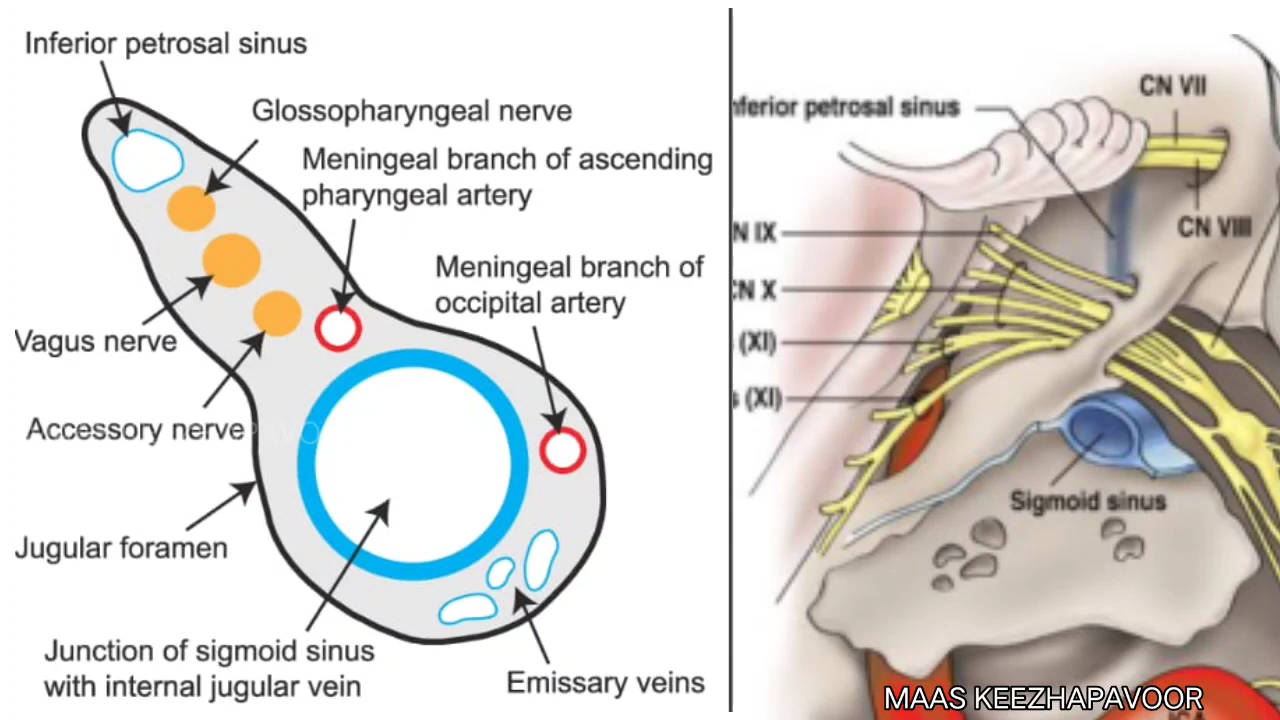 Inferior petrosal sinus
Glossopharyngeal nerve
Meningeal branch of ascending
pharyngeal artery
Meningeal branch of
occipital artery
Vagus nerve
Accessory nerve
Jugular foramen
Junction of sigmoid sinus
with internal jugular vein
Emissary veins
CN VII
nferior petrosal sinus
N IX
CN VIII
CN X
(XI)
s (XI)
Sigmoid sinus
MAAS KEEZHAPAVOOR